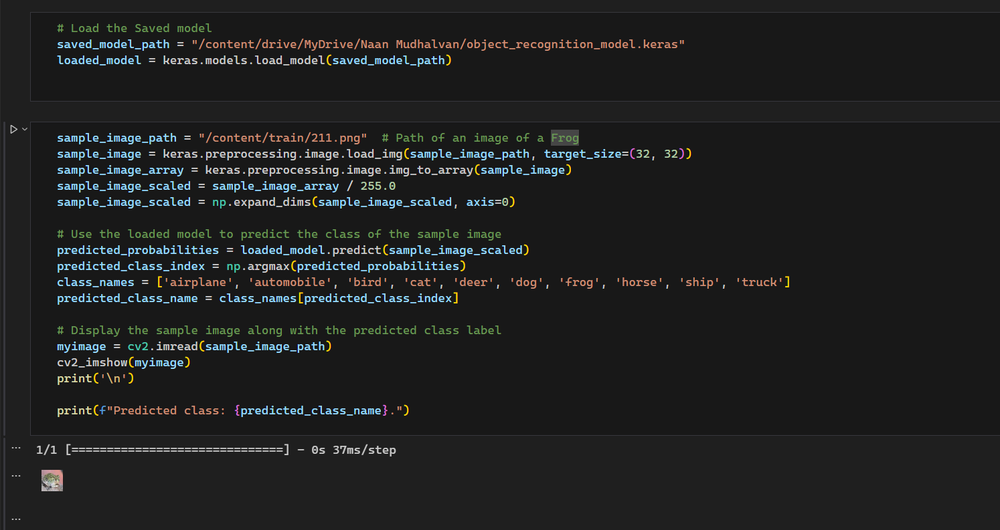 # Load the Saved model
saved_model_path = "/content/drive/MyDrive/Naan Mudhalvan/object_recognition_model.keras"
loaded_model = keras.models.load_model(saved_model_path)
sample_image_path = "/content/train/211.png"  # Path of an image of a Frog
sample_image = keras.preprocessing.image.load_img(sample_image_path, target_size=(32, 32))
sample_image_array = keras.preprocessing.image.img_to_array(sample_image)
sample_image_scaled = sample_image_array / 255.0
sample_image_scaled = np.expand_dims(sample_image_scaled, axis=0)
# Use the loaded model to predict the class of the sample image
predicted_probabilities = loaded_model.predict(sample_image_scaled)
predicted_class_index = np.argmax(predicted_probabilities)
class_names = ['airplane', 'automobile', 'bird', 'cat', 'deer', 'dog', 'frog', 'horse', 'ship', 'truck']
predicted_class_name = class_names[predicted_class_index]
# Display the sample image along with the predicted class label
myimage = cv2.imread(sample_image_path)
cv2_imshow(myimage)
print('\n')
print(f"Predicted class: {predicted_class_name}.")
... 1/1 [==============================] - 0s 37ms/step
...
...